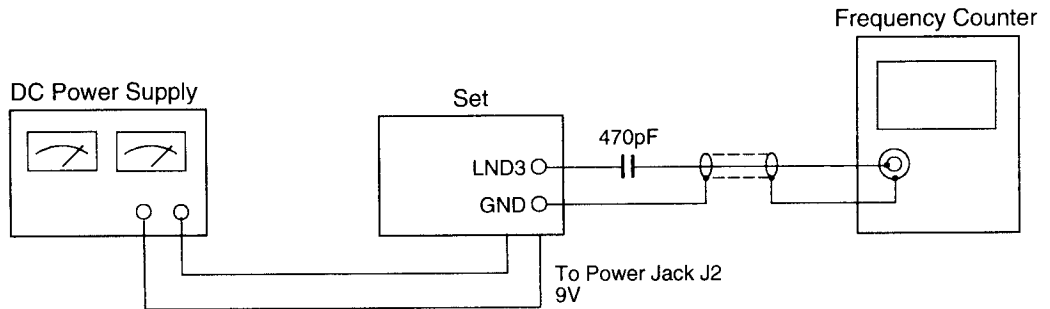 Frequency Counter
DC Power Supply
Set
470pF
LND3
GND
To Power Jack J2
9V